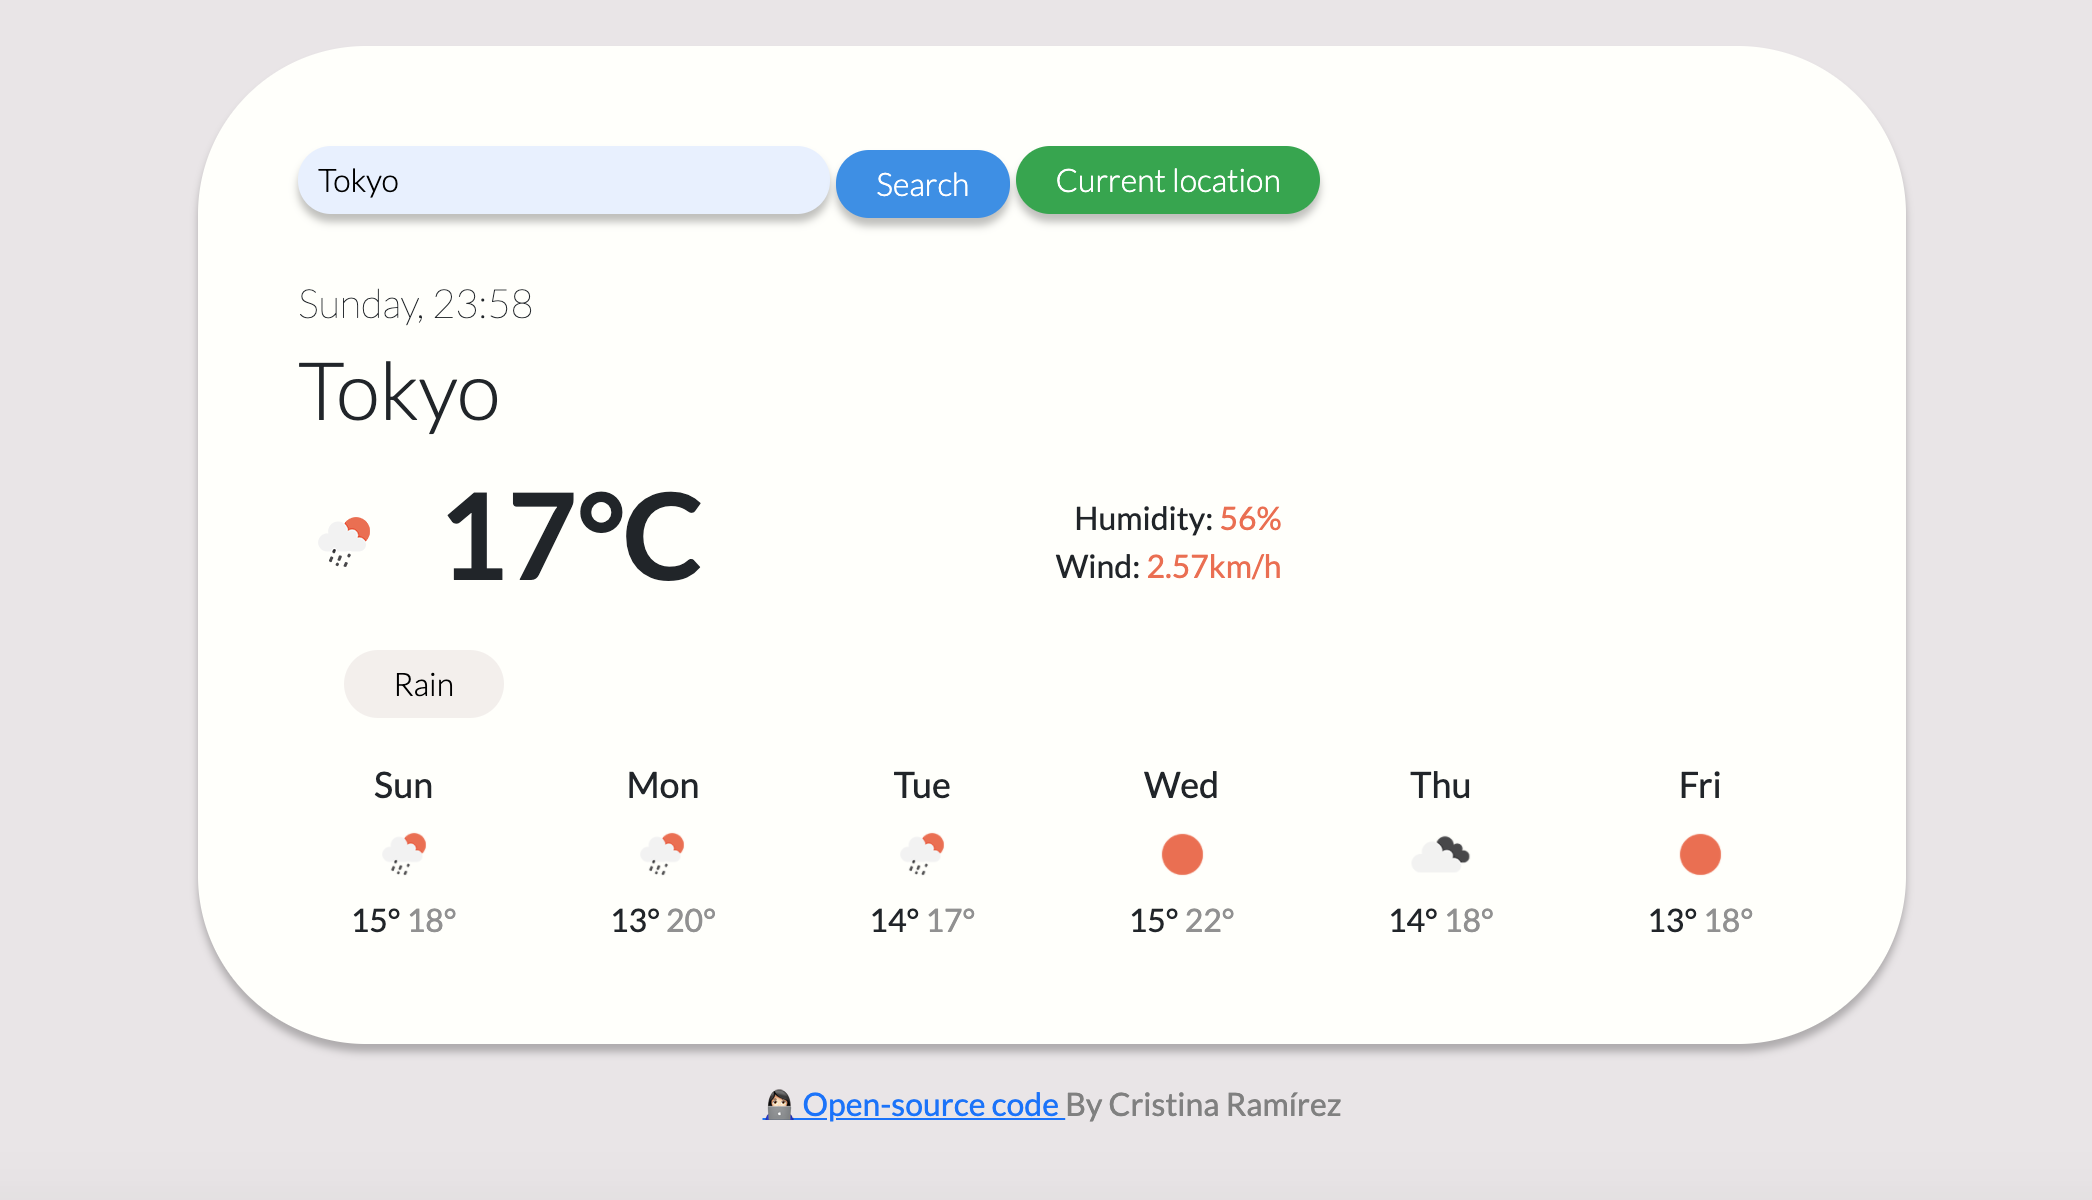 Tokyo Search Current location
Sunday, 23:58
Tokyo
17°C
Humidity: 56%
Wind: 2.57km/h
Rain
Sun Mon Tue Wed Thu Fri
15° 18° 13° 20° 14° 17° 15° 22° 14° 18° 13° 18°
Open-source code By Cristina Ramírez